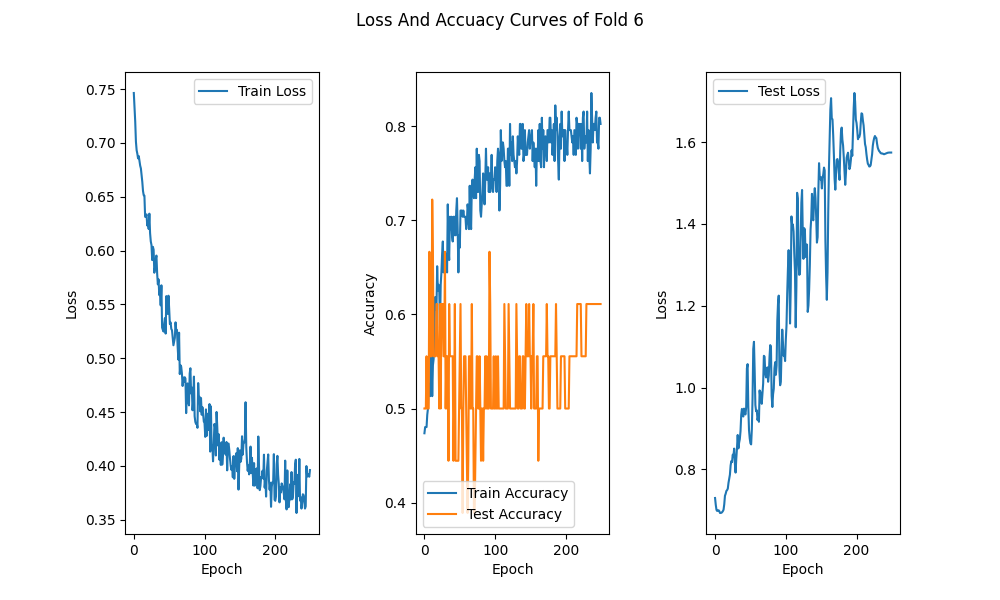 Loss And Accuacy Curves of Fold 6
Train Loss
0.75
0.70
0.65
0.60
0.55
0.50
0.45
0.40
0.35
Loss
0
100
200
Epoch
0.8
0.7
0.6
0.5
0.4
Accuracy
Train Accuracy
Test Accuracy
0
100
200
Epoch
Test Loss
1.6
1.4
1.2
1.0
0.8
Loss
0
100
200
Epoch